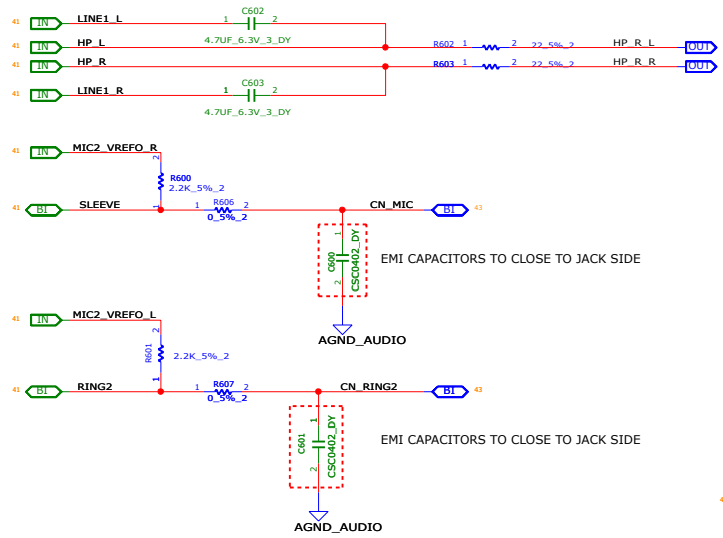 C602
41 IN LINE1_L 1 2
4.7UF_6.3V_3_DY
41 IN HP_L R602 1 2 22_5%_2 HP_R_L OUT
41 IN HP_R R603 1 2 22_5%_2 HP_R_R OUT
C603
41 IN LINE1_R 1 2
4.7UF_6.3V_3_DY
41 IN MIC2_VREFO_R
2
R600
2.2K_5%_2
1
41 BI SLEEVE 1 R606 2 CN_MIC BI 43
0_5%_2
1
C600
CSC0402_DY
2
EMI CAPACITORS TO CLOSE TO JACK SIDE
AGND_AUDIO
41 IN MIC2_VREFO_L
2
R601
2.2K_5%_2
1
41 BI RING2 1 R607 2 CN_RING2 BI 43
0_5%_2
1
C601
CSC0402_DY
2
EMI CAPACITORS TO CLOSE TO JACK SIDE
AGND_AUDIO
4